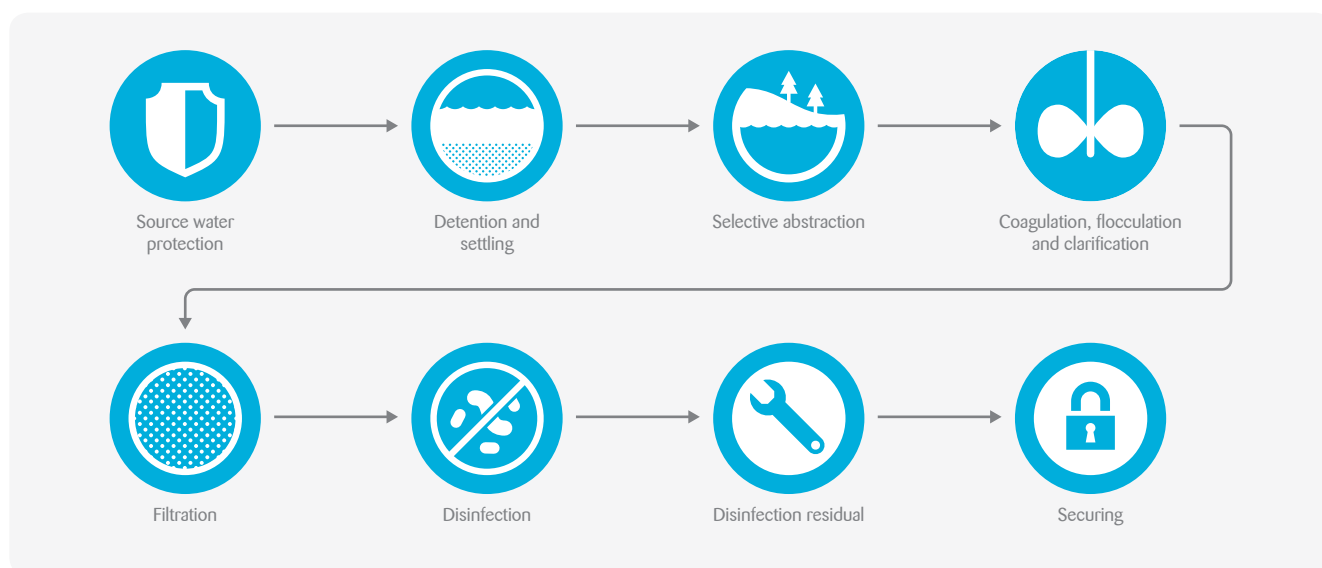 Source water
protection
Detention and
settling
Selective abstraction
Coagulation, flocculation
and clarification
Filtration
Disinfection
Disinfection residual
Securing